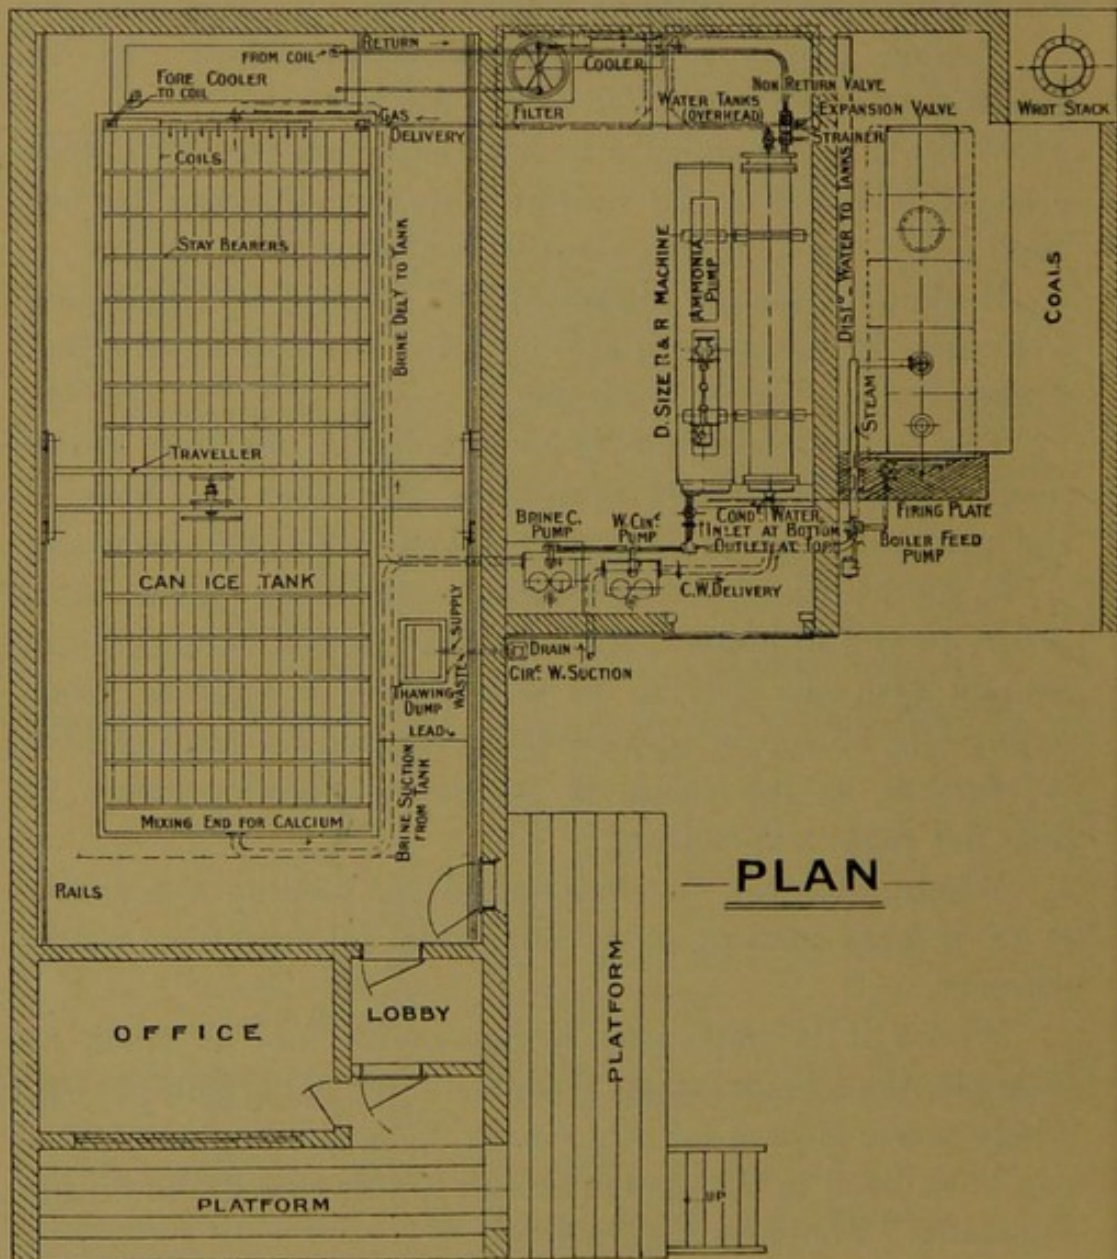 RETURN
FROM COIL
FORE COOLER
TO COIL
GAS
DELIVERY
COILS
STAY BEARERS
BRINE DELY TO TANK
TRAVELLER
CAN ICE TANK
SUPPLY
WASTE
THAWING
DUMP
LEAD
BRINE SUCTION
FROM TANK
MIXING END FOR CALCIUM
RAILS
OFFICE
LOBBY
PLATFORM
COOLER
FILTER
WATER TANKS
(OVERHEAD)
NON RETURN VALVE
EXPANSION VALVE
STRAINER
D. SIZE R & R MACHINE
AMMONIA
PUMP
DISTD WATER TO TANKS
STEAM
WROT STACK
COALS
FIRING PLATE
BOILER FEED
PUMP
BRINE C.
PUMP
W. CINC
PUMP
COND: WATER
INLET AT BOTTOM
OUTLET AT TOP
C.W. DELIVERY
DRAIN
CIRC. W. SUCTION
PLAN
PLATFORM
UP